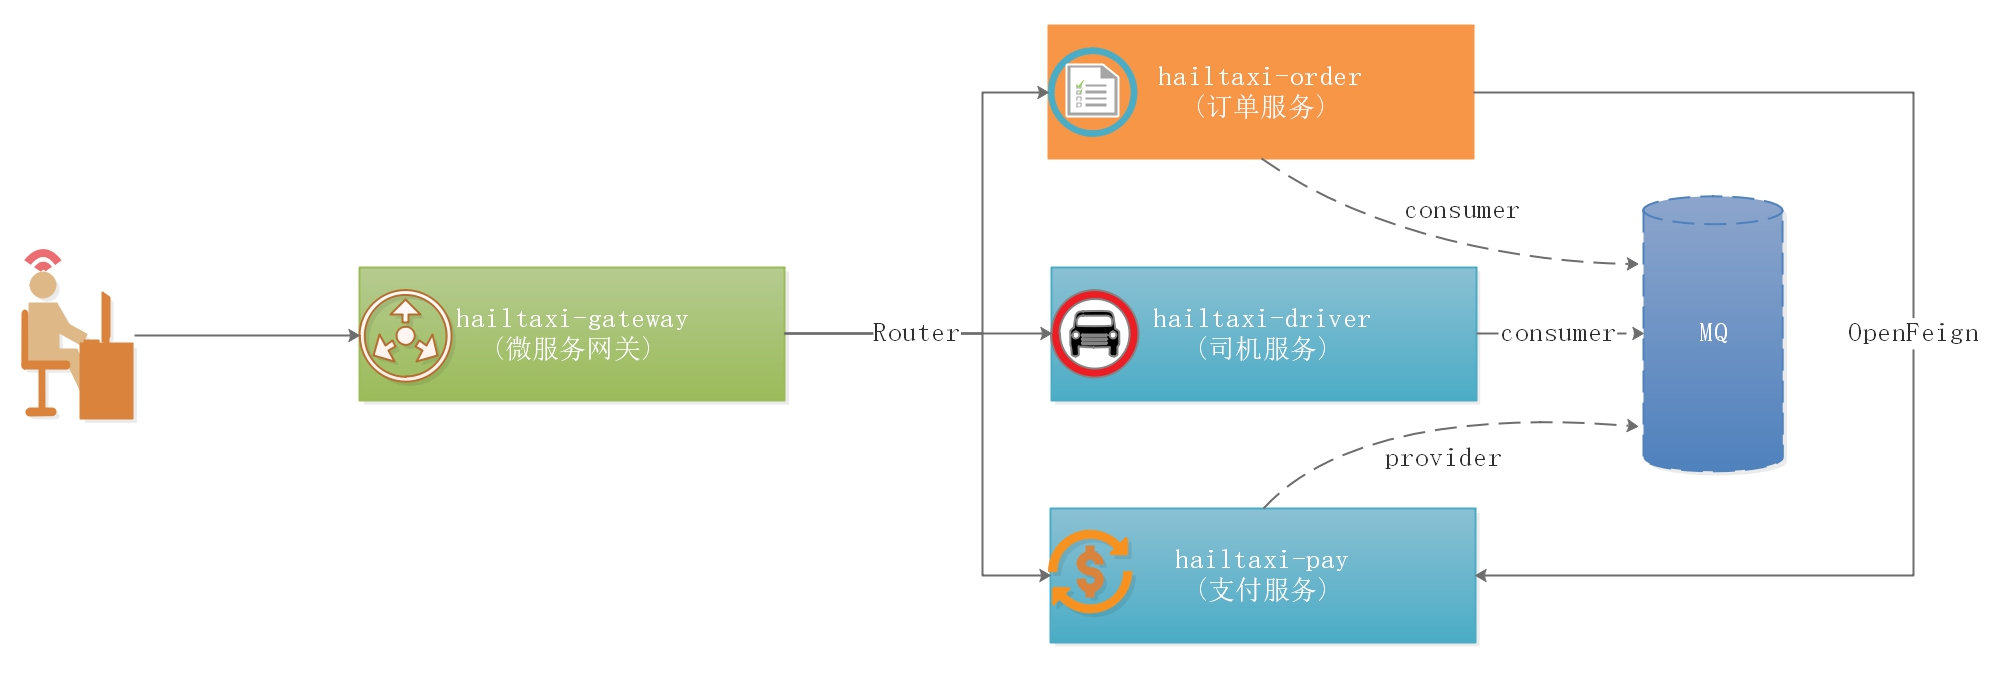 hailtaxi-order
（订单服务）
consumer
hailtaxi-gateway
（微服务网关）
Router
hailtaxi-driver
（司机服务）
consumer
MQ
OpenFeign
provider
hailtaxi-pay
（支付服务）
$